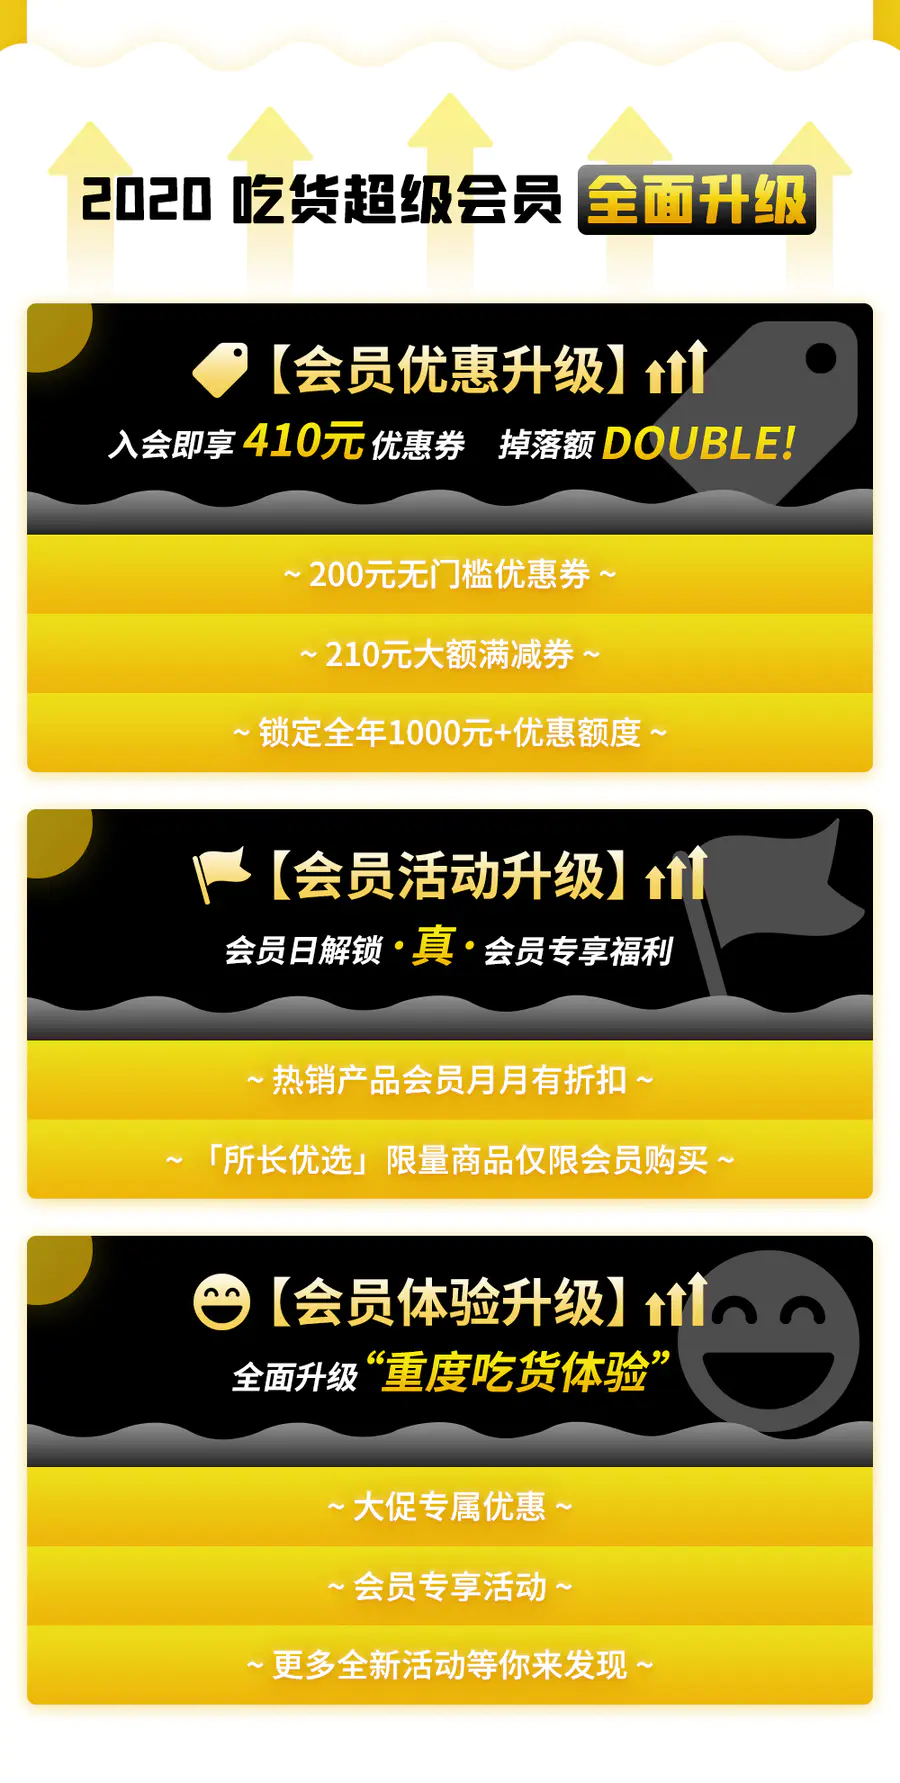 2020 吃货超级会员 全面升级
【会员优惠升级】
入会即享 410元 优惠券 掉落额 DOUBLE!
~ 200元无门槛优惠券 ~
~ 210元大额满减券 ~
~ 锁定全年1000元+优惠额度 ~
【会员活动升级】
会员日解锁·真·会员专享福利
~ 热销产品会员月月有折扣 ~
~ 「所长优选」限量商品仅限会员购买 ~
【会员体验升级】
全面升级“重度吃货体验”
~ 大促专属优惠 ~
~ 会员专享活动 ~
~ 更多全新活动等你来发现 ~